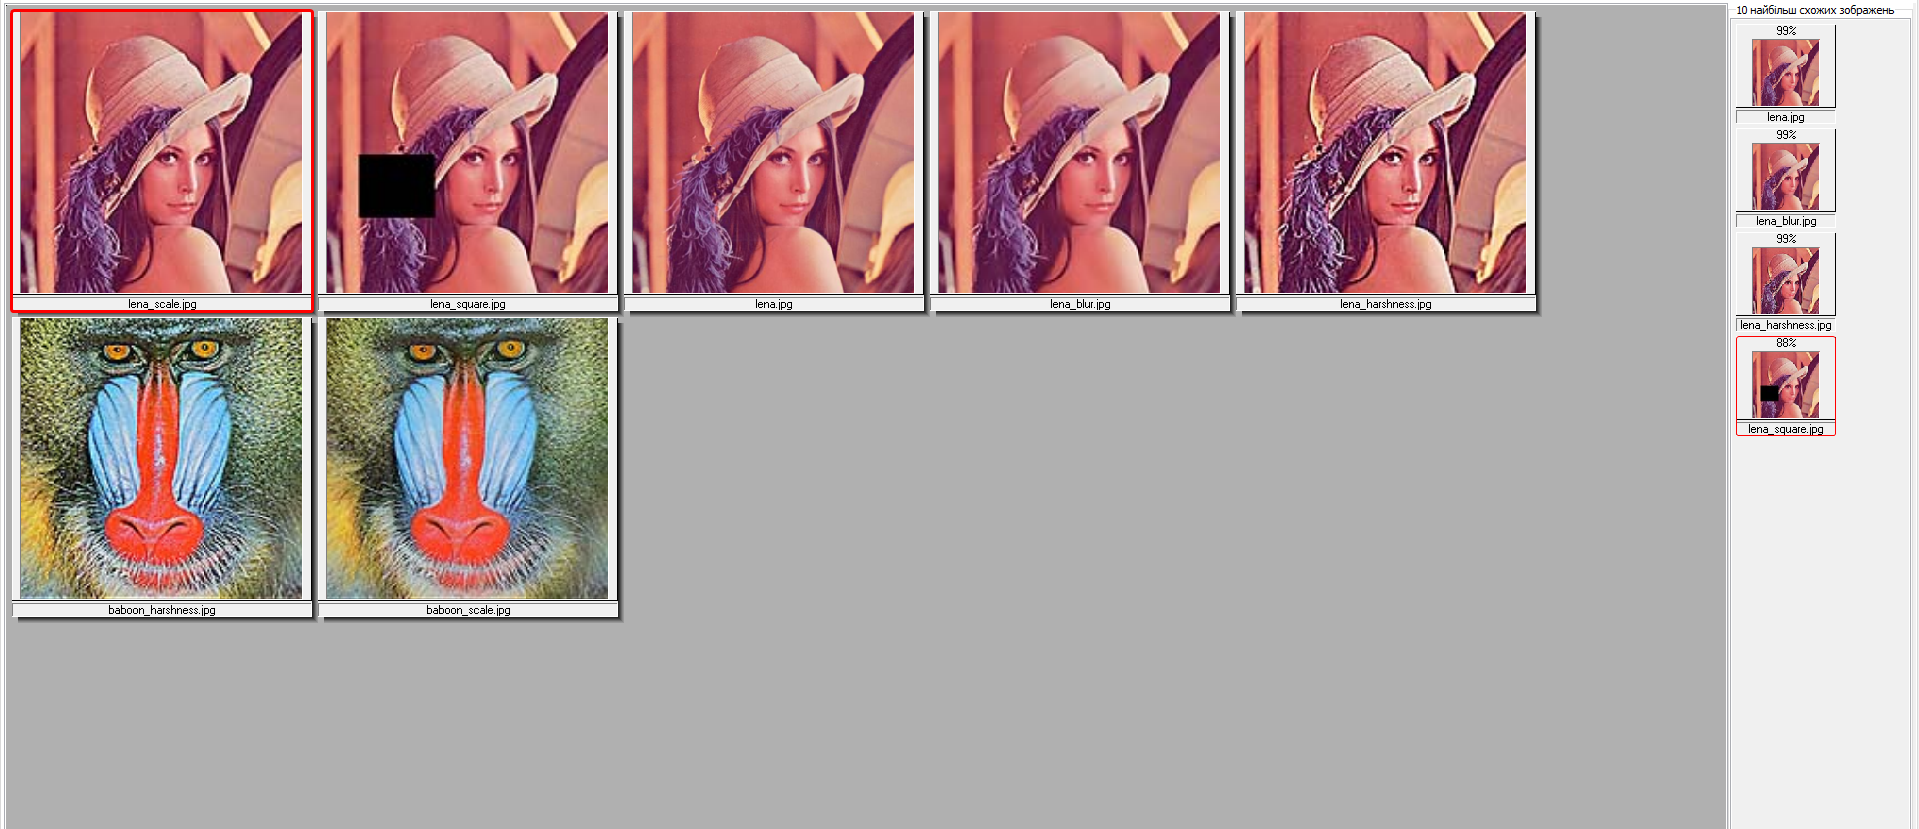 10 найбільш схожих зображень
lena_scale.jpg
lena_square.jpg
lena.jpg
lena_blur.jpg
lena_harshness.jpg
baboon_harshness.jpg
baboon_scale.jpg
99%
lena.jpg
99%
lena_blur.jpg
99%
lena_harshness.jpg
88%
lena_square.jpg